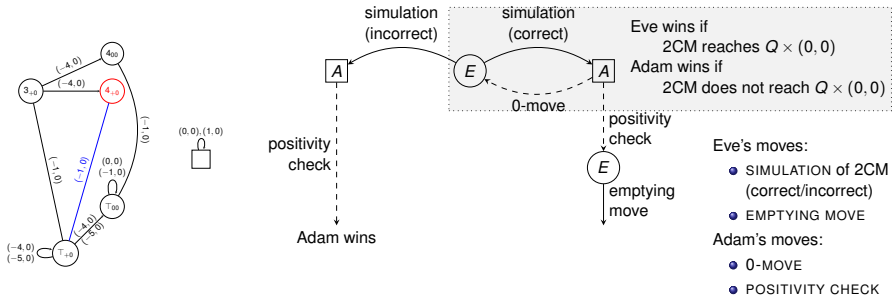 4₀₀
(−4, 0)
3₊₀
(−4, 0)
4₊₀
(−1, 0)
(−1, 0)
(−1, 0)
(0, 0)
(−1, 0)
⊤₀₀
(−4, 0)
(−5, 0)
(−4, 0)
(−5, 0)
⊤₊₀
(0, 0), (1, 0)
simulation
(incorrect)
simulation
(correct)
A
E
A
0-move
Eve wins if
2CM reaches Q × (0, 0)
Adam wins if
2CM does not reach Q × (0, 0)
positivity
check
Adam wins
positivity
check
E
emptying
move
Eve's moves:
SIMULATION of 2CM
(correct/incorrect)
EMPTYING MOVE
Adam's moves:
0-MOVE
POSITIVITY CHECK